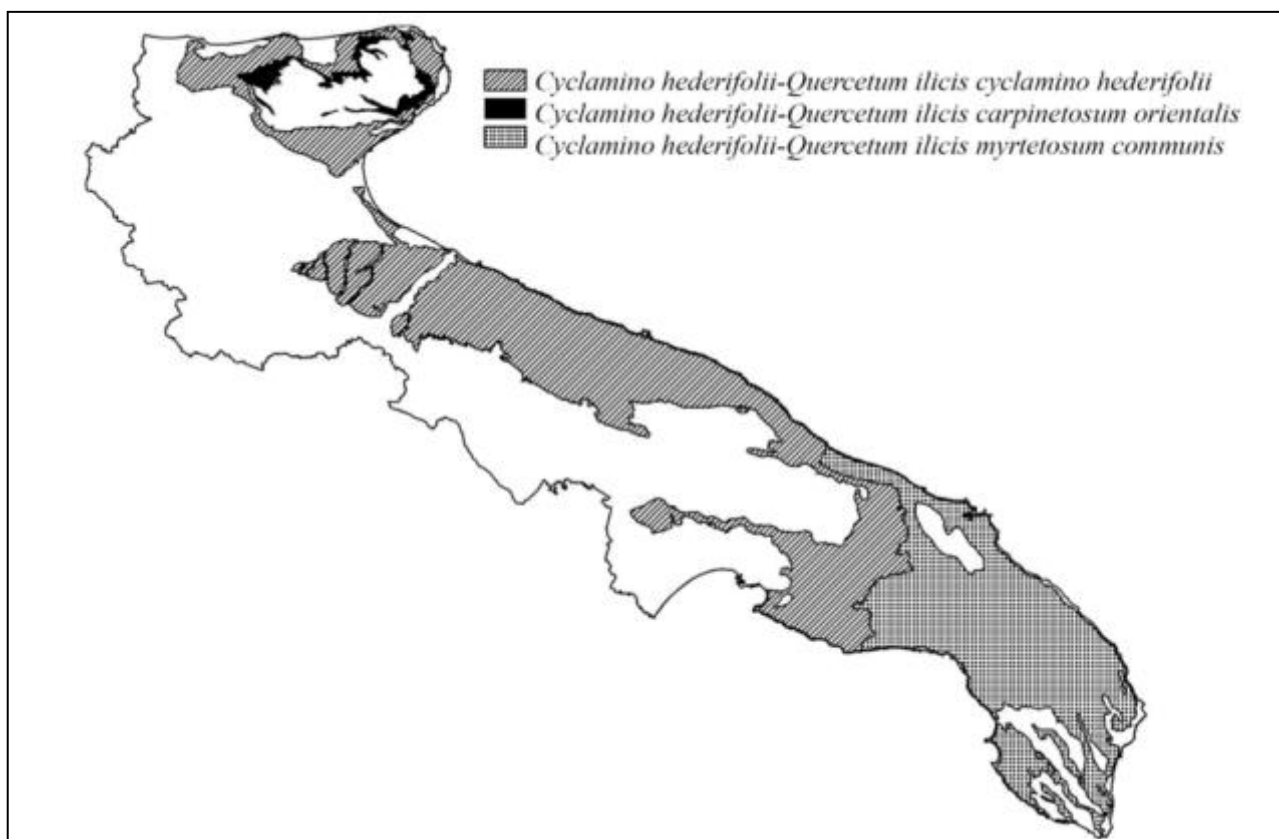 Cyclamino hederifolii-Quercetum ilicis cyclamino hederifolii
Cyclamino hederifolii-Quercetum ilicis carpinetosum orientalis
Cyclamino hederifolii-Quercetum ilicis myrtetosum communis